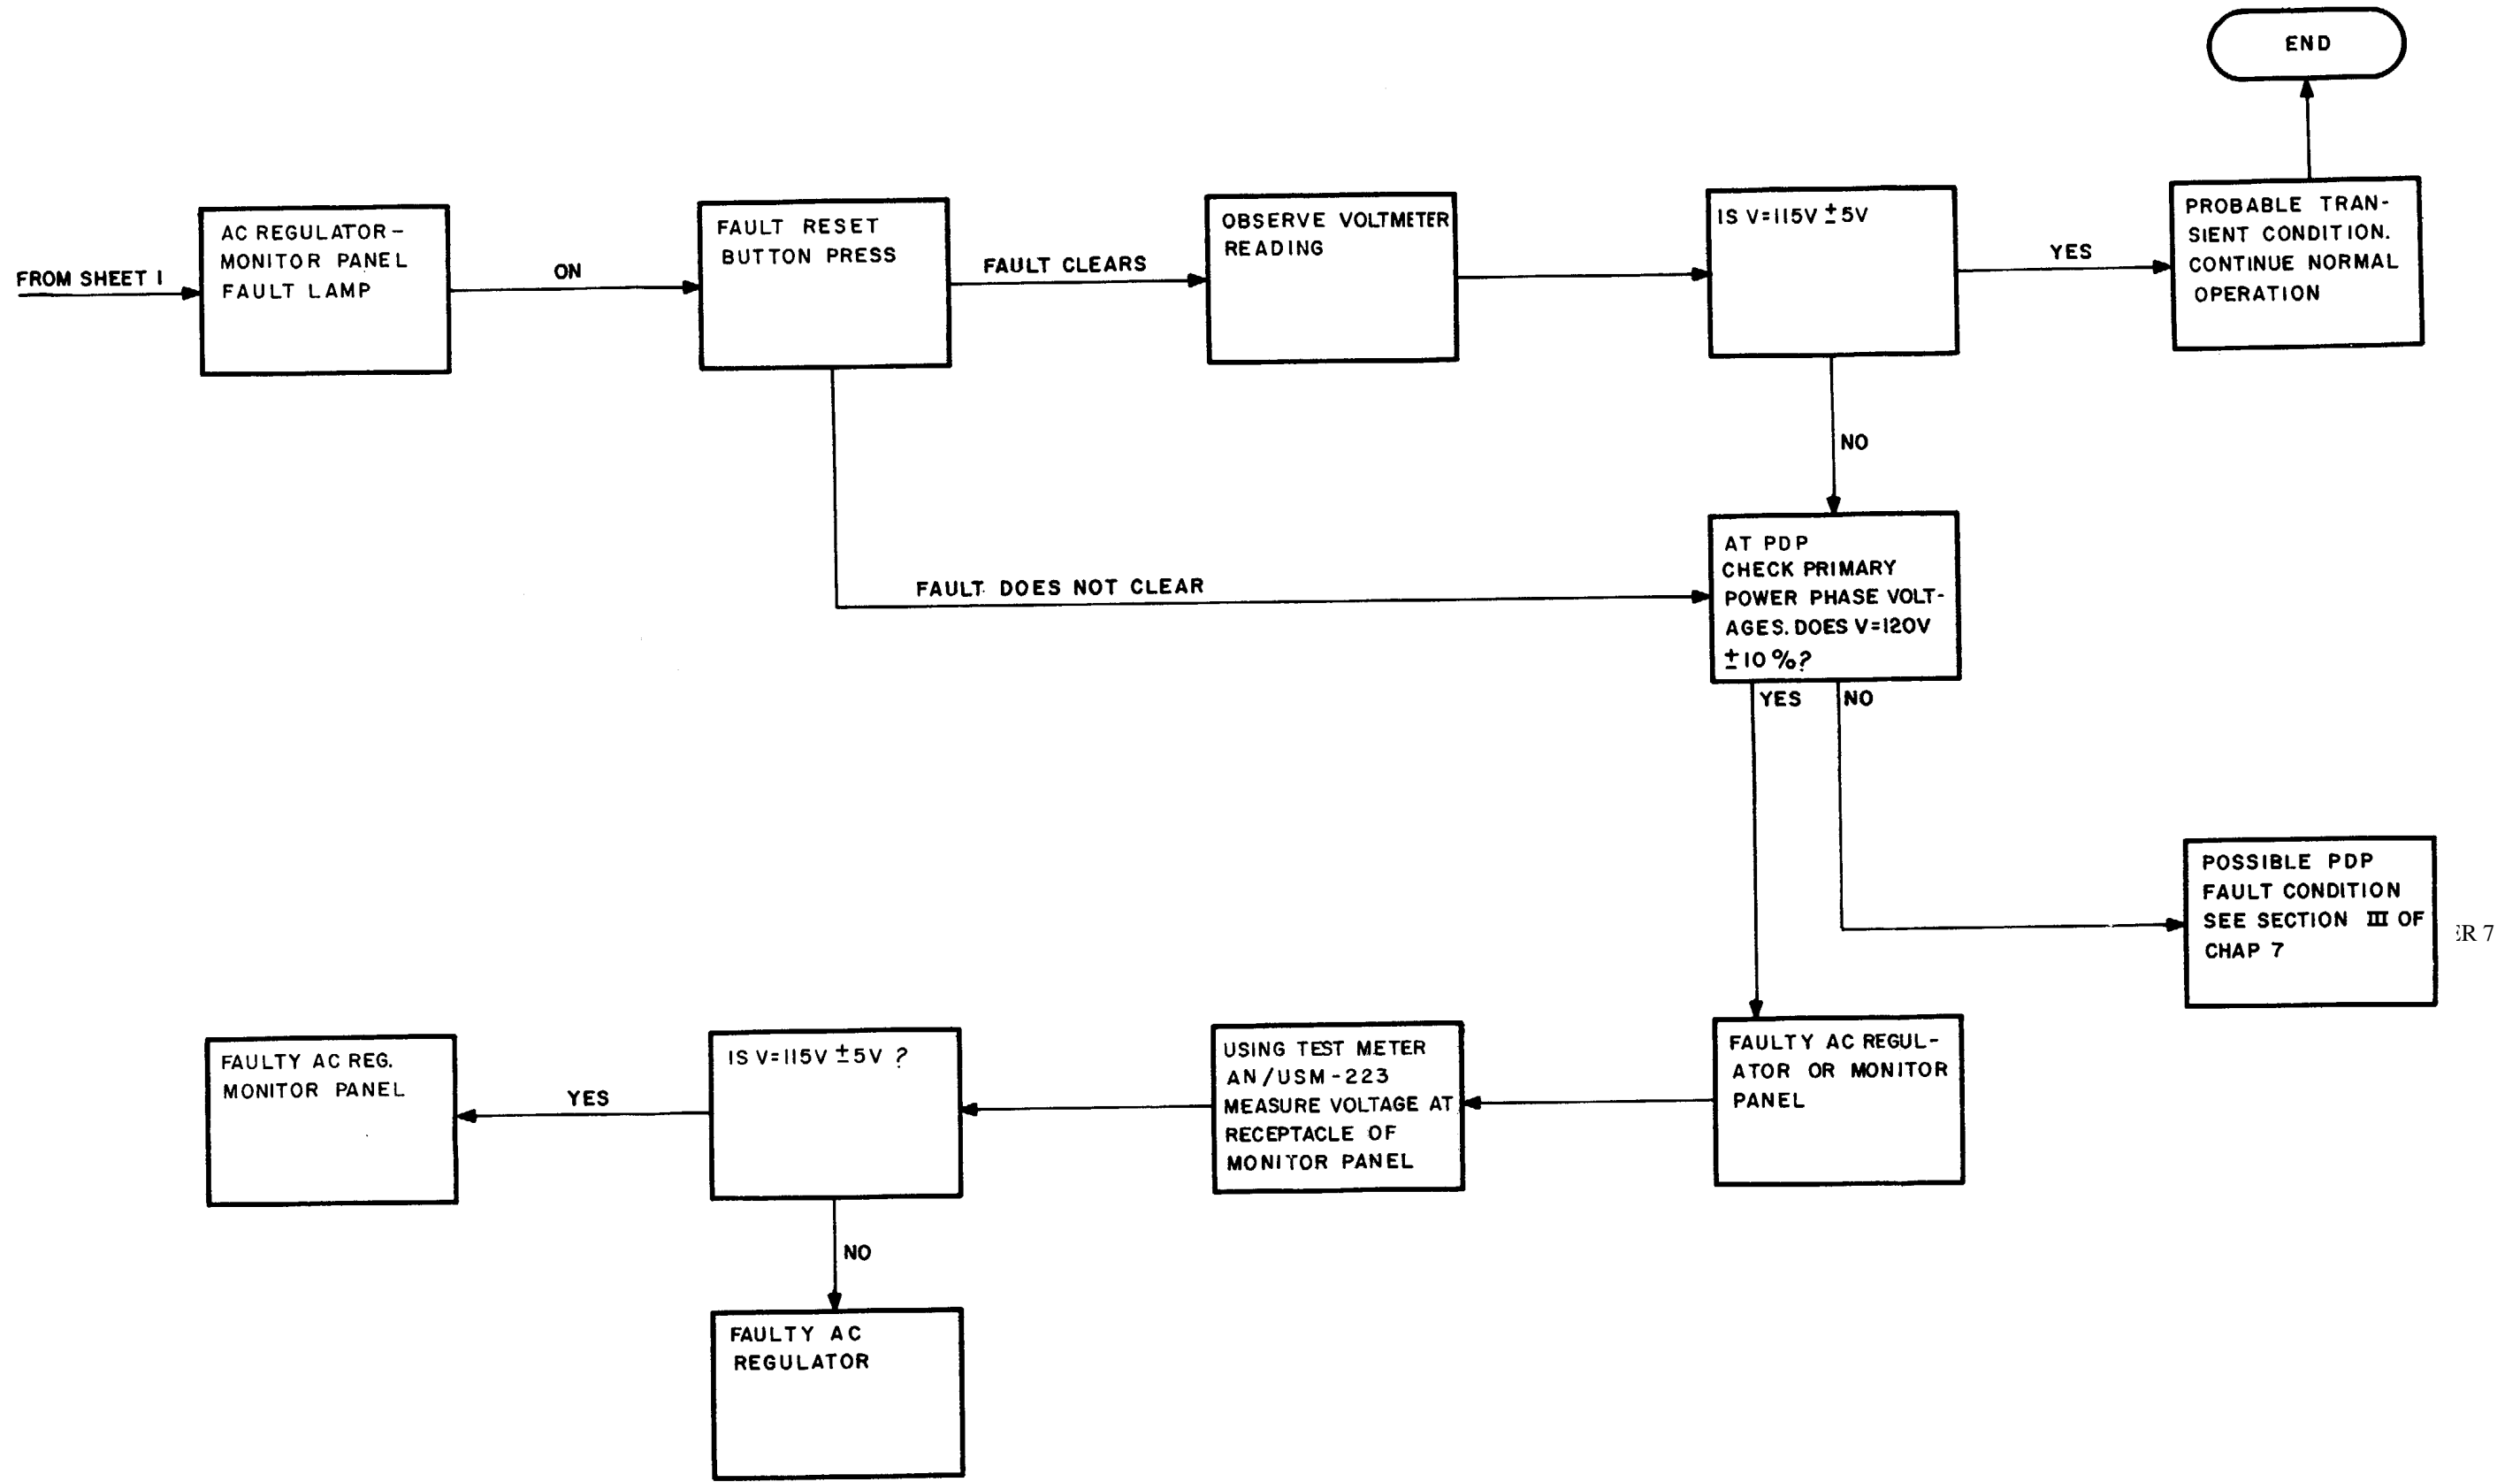 END
FROM SHEET 1
AC REGULATOR-
MONITOR PANEL
FAULT LAMP
ON
FAULT RESET
BUTTON PRESS
FAULT CLEARS
OBSERVE VOLTMETER
READING
IS V=115V ±5V
YES
PROBABLE TRAN-
SIENT CONDITION.
CONTINUE NORMAL
OPERATION
NO
FAULT DOES NOT CLEAR
AT PDP
CHECK PRIMARY
POWER PHASE VOLT-
AGES. DOES V=120V
±10%?
YES
NO
POSSIBLE PDP
FAULT CONDITION
SEE SECTION III OF
CHAP 7
ER 7
FAULTY AC REGUL-
ATOR OR MONITOR
PANEL
USING TEST METER
AN/USM-223
MEASURE VOLTAGE AT
RECEPTACLE OF
MONITOR PANEL
IS V=115V ±5V ?
YES
FAULTY AC REG.
MONITOR PANEL
NO
FAULTY AC
REGULATOR